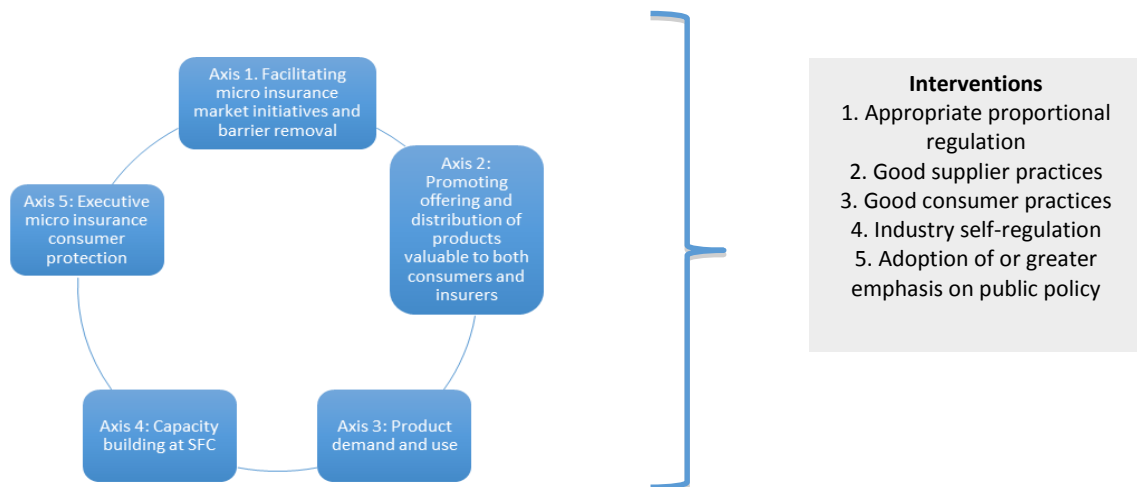 Axis 1. Facilitating
micro insurance
market initiatives and
barrier removal
Axis 2:
Promoting
offering and
distribution of
products
valuable to both
consumers and
insurers
Axis 3: Product
demand and use
Axis 4: Capacity
building at SFC
Axis 5: Executive
micro insurance
consumer
protection
Interventions
1. Appropriate proportional
regulation
2. Good supplier practices
3. Good consumer practices
4. Industry self-regulation
5. Adoption of or greater
emphasis on public policy